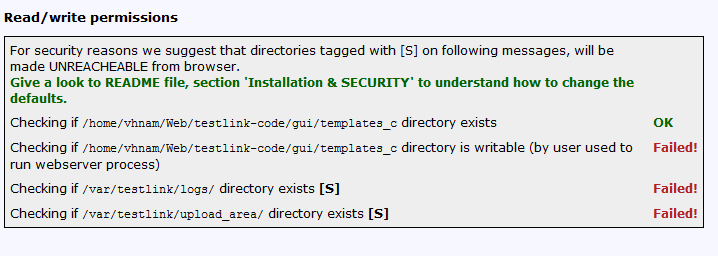 Read/write permissions
For security reasons we suggest that directories tagged with [S] on following messages, will be
made UNREACHEABLE from browser.
Give a look to README file, section 'Installation & SECURITY' to understand how to change the
defaults.
Checking if /home/vhnam/Web/testlink-code/gui/templates_c directory exists OK
Checking if /home/vhnam/Web/testlink-code/gui/templates_c directory is writable (by user used to Failed!
run webserver process)
Checking if /var/testlink/logs/ directory exists [S] Failed!
Checking if /var/testlink/upload_area/ directory exists [S] Failed!